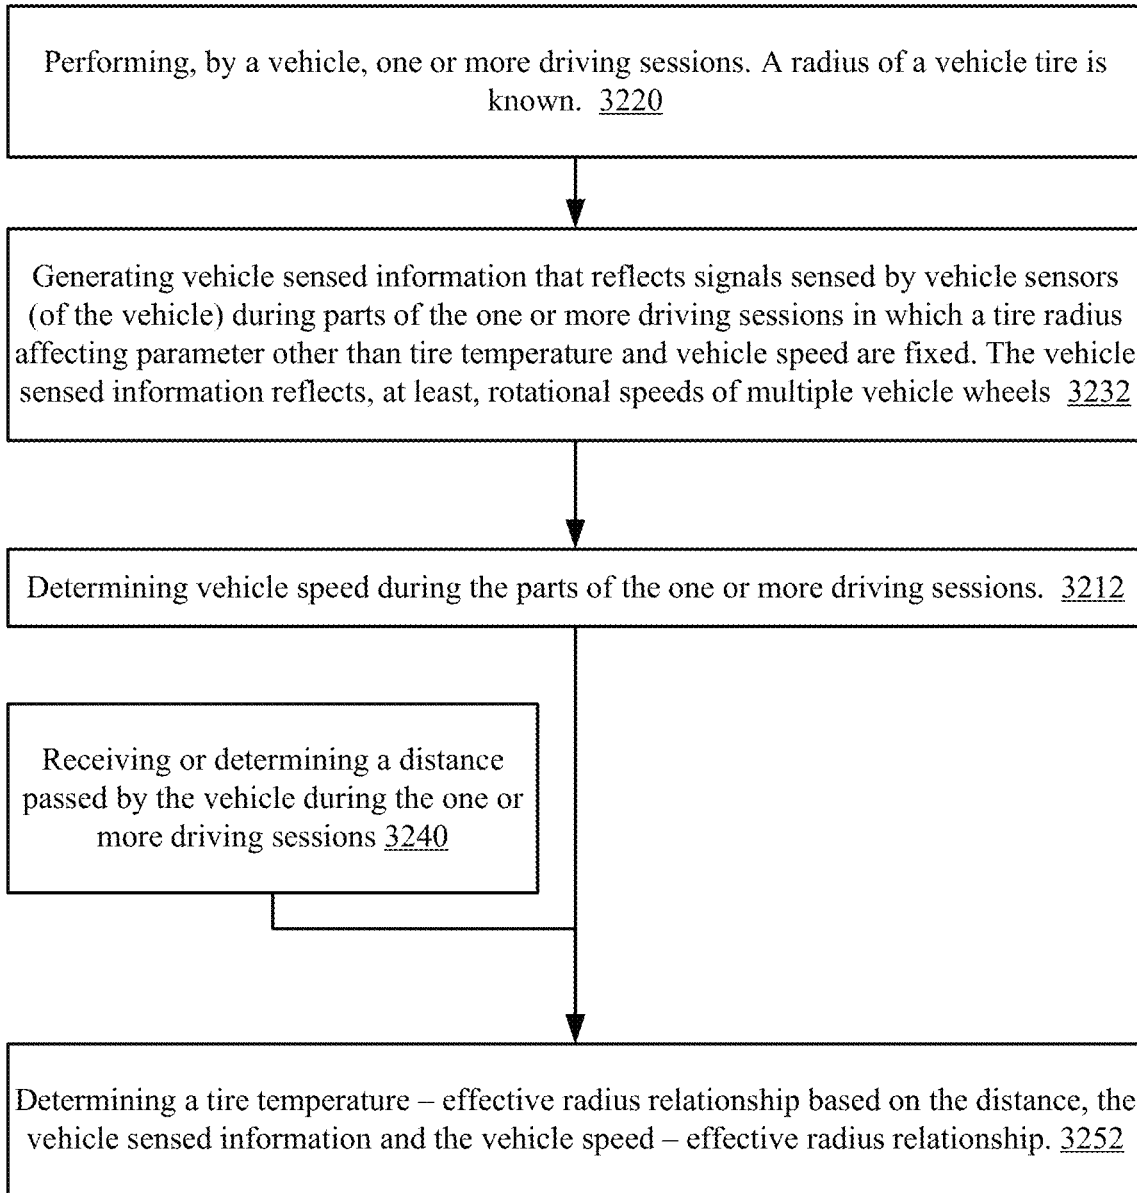 Performing, by a vehicle, one or more driving sessions. A radius of a vehicle tire is
known. 3220
Generating vehicle sensed information that reflects signals sensed by vehicle sensors
(of the vehicle) during parts of the one or more driving sessions in which a tire radius
affecting parameter other than tire temperature and vehicle speed are fixed. The vehicle
sensed information reflects, at least, rotational speeds of multiple vehicle wheels 3232
Determining vehicle speed during the parts of the one or more driving sessions. 3212
Receiving or determining a distance
passed by the vehicle during the one or
more driving sessions 3240
Determining a tire temperature – effective radius relationship based on the distance, the
vehicle sensed information and the vehicle speed – effective radius relationship. 3252